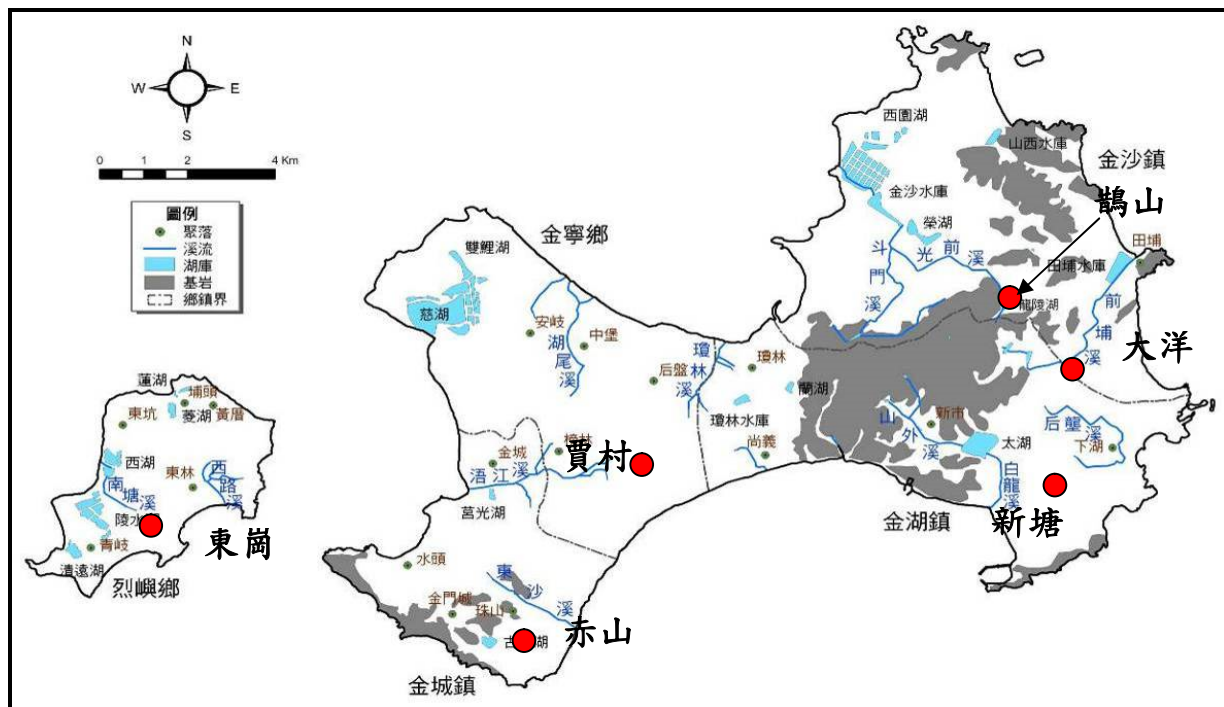 N
W
E
S
0
1
2
4 Km
圖例
聚落
溪流
湖庫
基岩
鄉鎮界
西園湖
山西水庫
金沙鎮
金沙水庫
鵲山
榮湖
田埔
斗門溪
光前溪
田埔水庫
龍陵湖
前埔溪
大洋
金寧鄉
雙鯉湖
慈湖
安岐
中堡
湖尾溪
后盤
瓊林溪
瓊林
蘭湖
瓊林水庫
尚義
山外溪
新市
太湖
后壟溪
下湖
白龍溪
新塘
金湖鎮
蓮湖
埔頭
菱湖
黃厝
東坑
西湖
東林
西路溪
南塘溪
陵水
東崗
青岐
清遠湖
烈嶼鄉
金城
浯江溪
賈村
莒光湖
水頭
東沙溪
金門城
珠山
赤山
古
湖
金城鎮